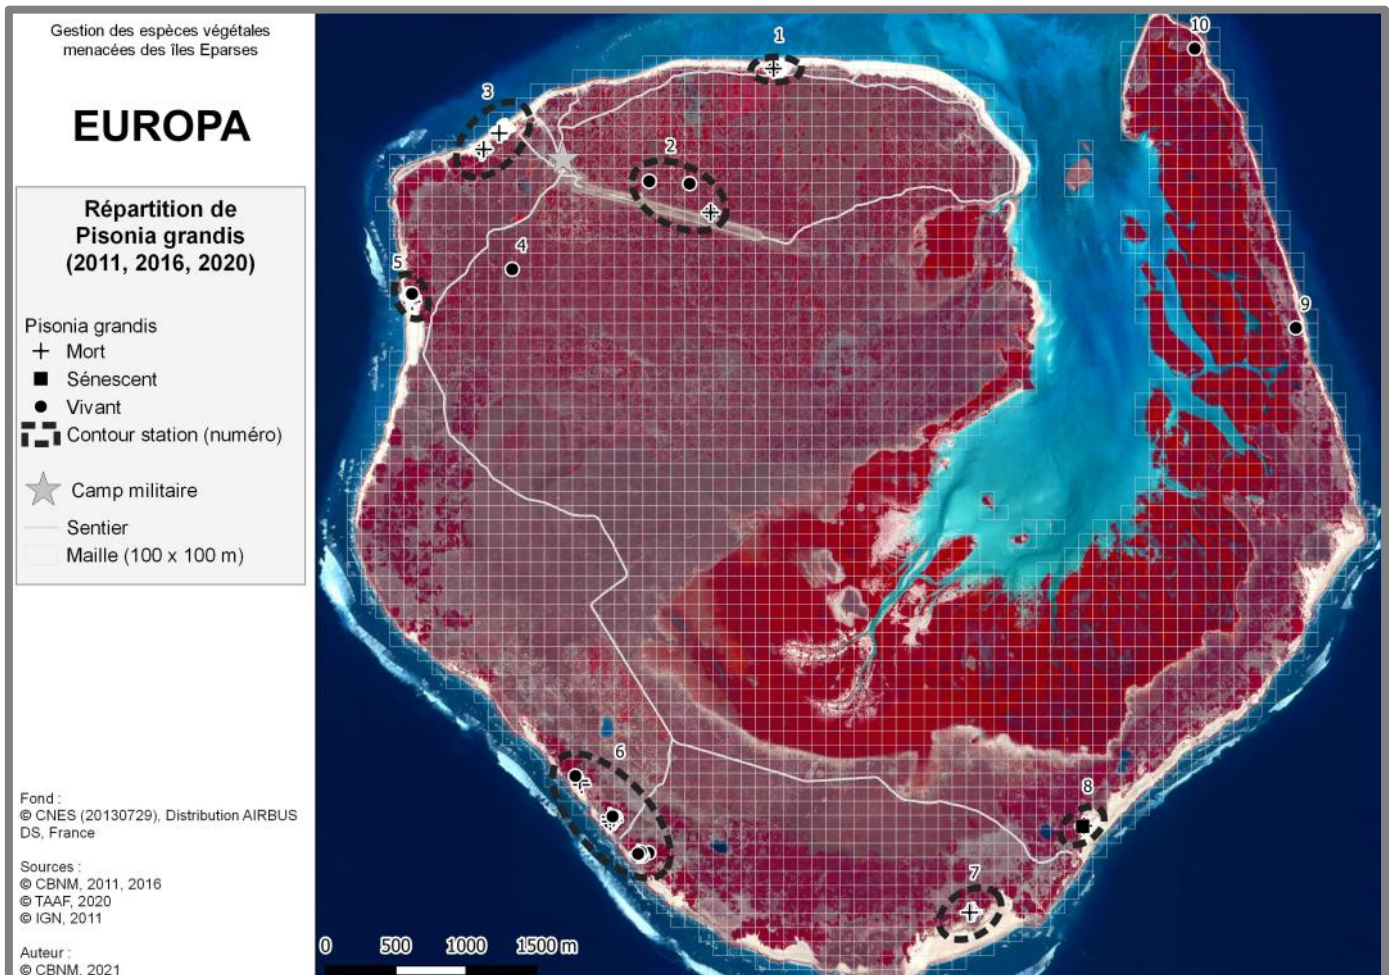 Gestion des espèces végétales
menacées des îles Eparses
EUROPA
Répartition de
Pisonia grandis
(2011, 2016, 2020)
Pisonia grandis
Mort
Sénescent
Vivant
Contour station (numéro)
Camp militaire
Sentier
Maille (100 x 100 m)
Fond :
© CNES (20130729), Distribution AIRBUS
DS, France
Sources :
© CBNM, 2011, 2016
© TAAF, 2020
© IGN, 2011
Auteur :
© CBNM, 2021
1
2
3
4
5
6
7
8
9
10
0 500 1000 1500 m